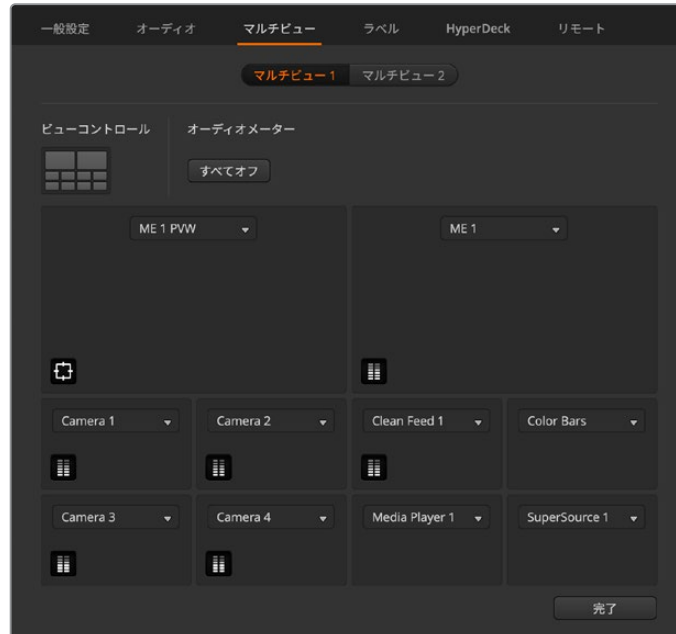 一般設定 オーディオ マルチビュー ラベル HyperDeck リモート
マルチビュー 1 マルチビュー 2
ビューコントロール オーディオメーター
すべてオフ
ME 1 PVW ME 1
Camera 1 Camera 2 Clean Feed 1 Color Bars
Camera 3 Camera 4 Media Player 1 SuperSource 1
完了